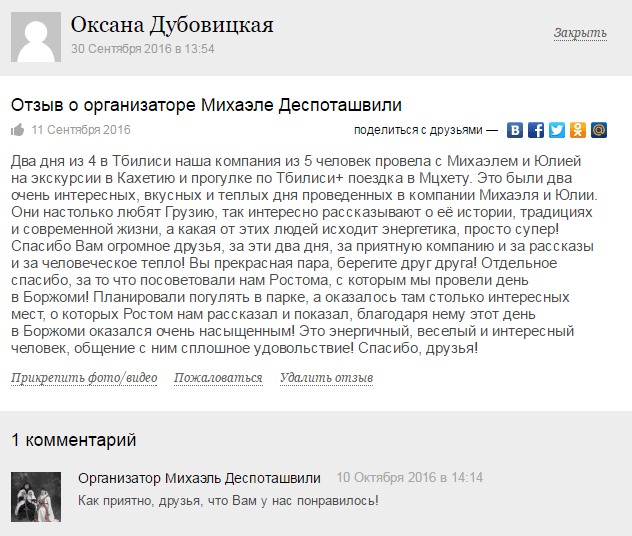 Оксана Дубовицкая
30 Сентября 2016 в 13:54
Закрыть
Отзыв о организаторе Михаэле Деспоташвили
11 Сентября 2016
поделиться с друзьями —
Два дня из 4 в Тбилиси наша компания из 5 человек провела с Михаэлем и Юлией
на экскурсии в Кахетию и прогулке по Тбилиси+ поездка в Мцхету. Это были два
очень интересных, вкусных и теплых дня проведенных в компании Михаэля и Юлии.
Они настолько любят Грузию, так интересно рассказывают о её истории, традициях
и современной жизни, а какая от этих людей исходит энергетика, просто супер!
Спасибо Вам огромное друзья, за эти два дня, за приятную компанию и за рассказы
и за человеческое тепло! Вы прекрасная пара, берегите друг друга! Отдельное
спасибо, за то что посоветовали нам Ростома, с которым мы провели день
в Боржоми! Планировали погулять в парке, а оказалось там столько интересных
мест, о которых Ростом нам рассказал и показал, благодаря нему этот день
в Боржоми оказался очень насыщенным! Это энергичный, веселый и интересный
человек, общение с ним сплошное удовольствие! Спасибо, друзья!
Прикрепить фото/видео Пожаловаться Удалить отзыв
1 комментарий
Организатор Михаэль Деспоташвили 10 Октября 2016 в 14:14
Как приятно, друзья, что Вам у нас понравилось!